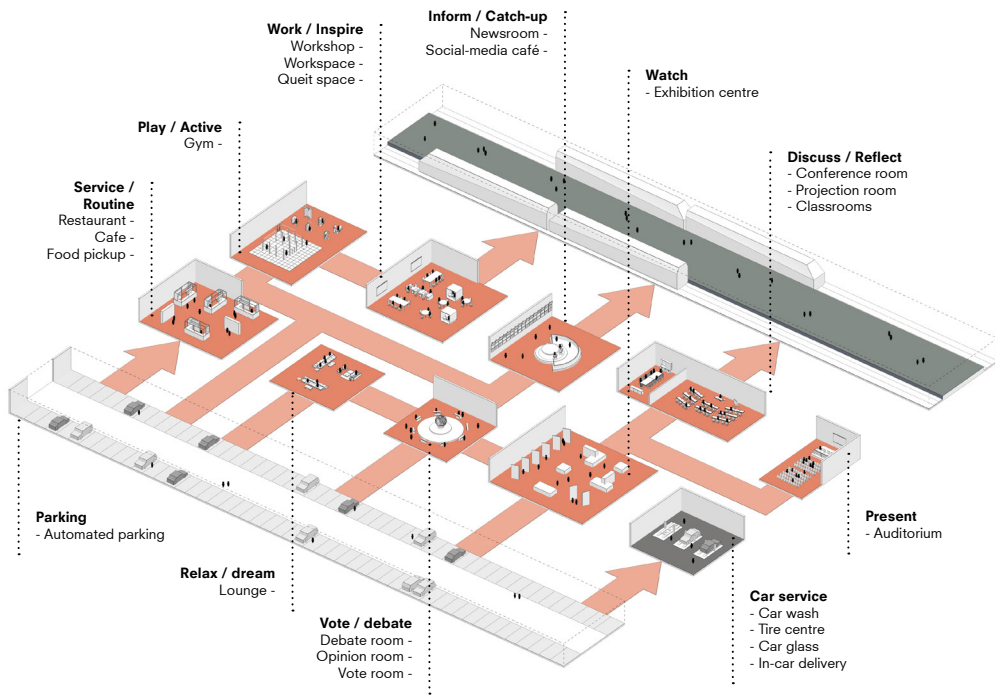 Inform / Catch-up
Newsroom -
Social-media café -
Work / Inspire
Workshop -
Workspace -
Queit space -
Watch
- Exhibition centre
Play / Active
Gym -
Discuss / Reflect
- Conference room
- Projection room
- Classrooms
Service /
Routine
Restaurant -
Cafe -
Food pickup -
Parking
- Automated parking
Present
- Auditorium
Relax / dream
Lounge -
Car service
- Car wash
- Tire centre
- Car glass
- In-car delivery
Vote / debate
Debate room -
Opinion room -
Vote room -